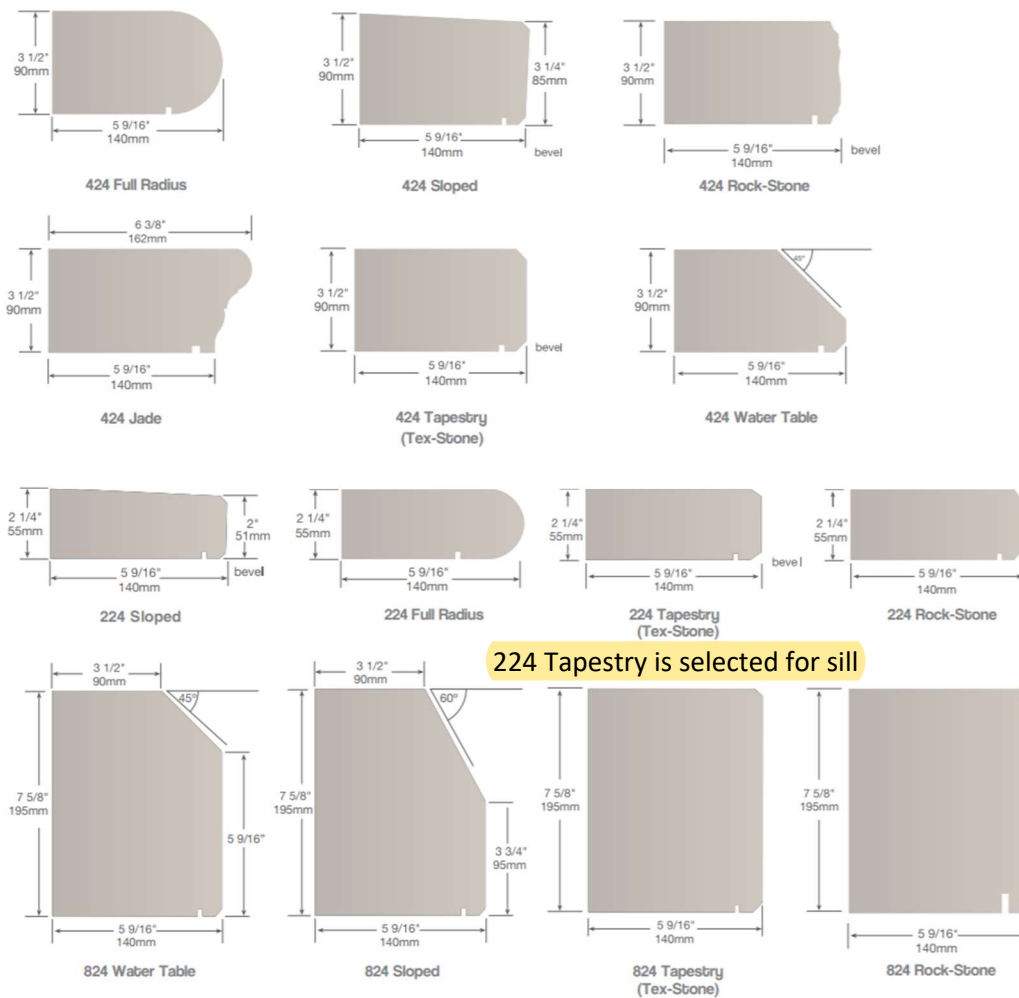 3 1/2"
90mm
5 9/16"
140mm
424 Full Radius
3 1/2"
90mm
3 1/4"
85mm
5 9/16"
140mm
bevel
424 Sloped
3 1/2"
90mm
5 9/16"
140mm
bevel
424 Rock-Stone
6 3/8"
162mm
3 1/2"
90mm
5 9/16"
140mm
424 Jade
3 1/2"
90mm
bevel
5 9/16"
140mm
424 Tapestry
(Tex-Stone)
45°
3 1/2"
90mm
5 9/16"
140mm
424 Water Table
2 1/4"
55mm
2"
51mm
5 9/16"
140mm
bevel
224 Sloped
2 1/4"
55mm
5 9/16"
140mm
224 Full Radius
2 1/4"
55mm
bevel
5 9/16"
140mm
224 Tapestry
(Tex-Stone)
2 1/4"
55mm
5 9/16"
140mm
224 Rock-Stone
224 Tapestry is selected for sill
3 1/2"
90mm
45°
7 5/8"
195mm
5 9/16"
5 9/16"
140mm
824 Water Table
3 1/2"
90mm
60°
7 5/8"
195mm
3 3/4"
95mm
5 9/16"
140mm
824 Sloped
7 5/8"
195mm
5 9/16"
140mm
824 Tapestry
(Tex-Stone)
7 5/8"
195mm
5 9/16"
140mm
824 Rock-Stone